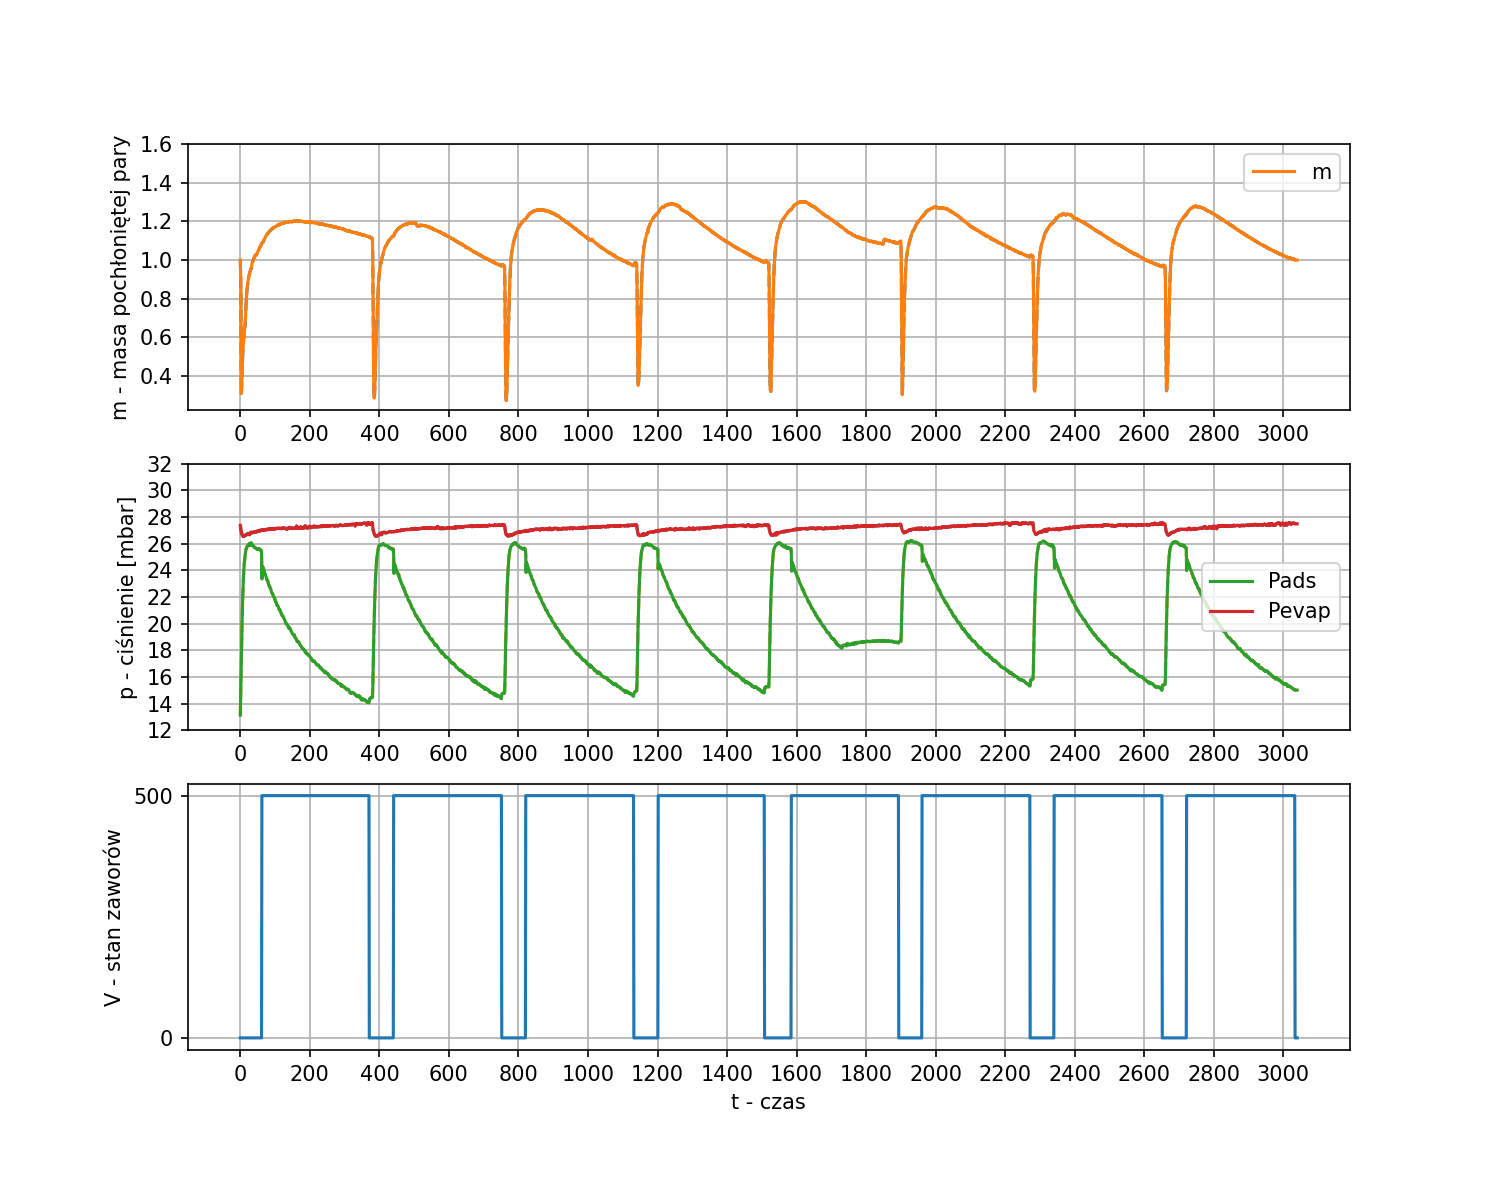 m - masa pochłoniętej pary
1.6
1.4
1.2
1.0
0.8
0.6
0.4
m
0 200 400 600 800 1000 1200 1400 1600 1800 2000 2200 2400 2600 2800 3000
p - ciśnienie [mbar]
32
30
28
26
24
22
20
18
16
14
12
Pads
Pevap
0 200 400 600 800 1000 1200 1400 1600 1800 2000 2200 2400 2600 2800 3000
V - stan zaworów
500
0
0 200 400 600 800 1000 1200 1400 1600 1800 2000 2200 2400 2600 2800 3000
t - czas